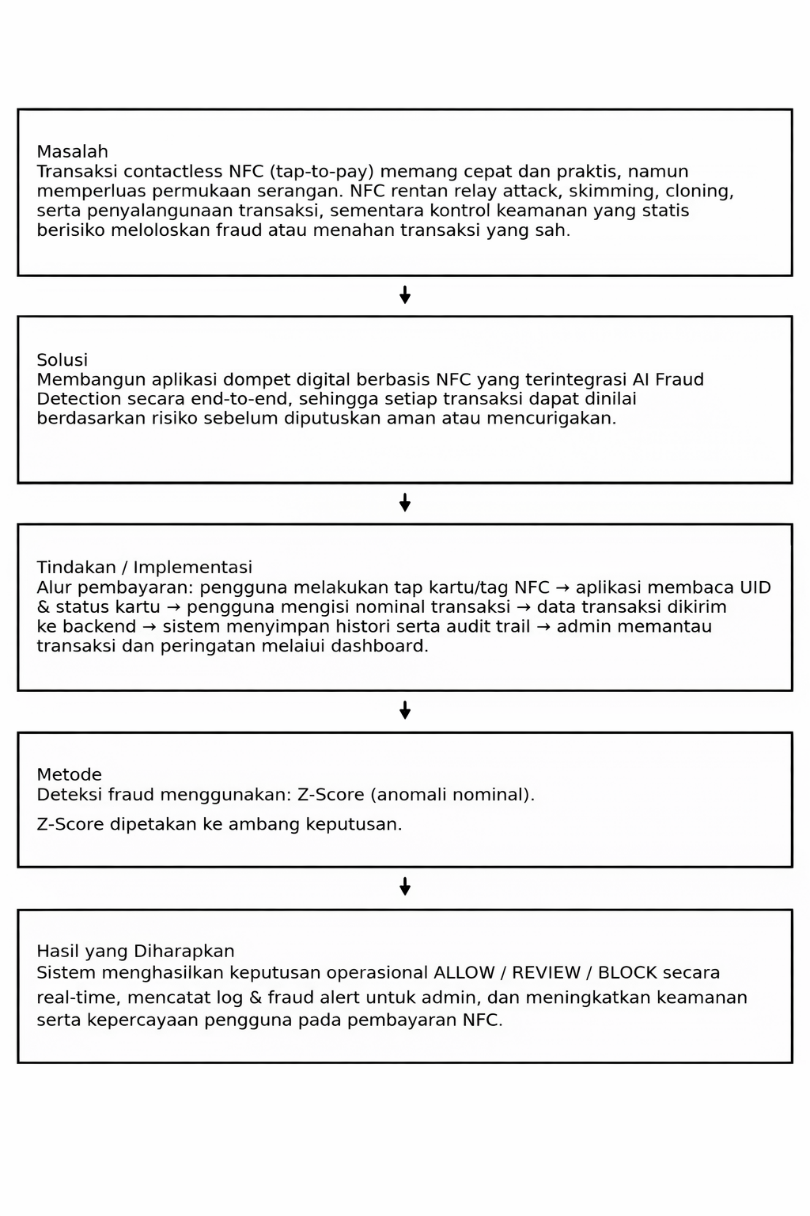 Masalah
Transaksi contactless NFC (tap-to-pay) memang cepat dan praktis, namun
memperluas permukaan serangan. NFC rentan relay attack, skimming, cloning,
serta penyalangunaan transaksi, sementara kontrol keamanan yang statis
berisiko meloloskan fraud atau menahan transaksi yang sah.
Solusi
Membangun aplikasi dompet digital berbasis NFC yang terintegrasi AI Fraud
Detection secara end-to-end, sehingga setiap transaksi dapat dinilai
berdasarkan risiko sebelum diputuskan aman atau mencurigakan.
Tindakan / Implementasi
Alur pembayaran: pengguna melakukan tap kartu/tag NFC → aplikasi membaca UID
& status kartu → pengguna mengisi nominal transaksi → data transaksi dikirim
ke backend → sistem menyimpan histori serta audit trail → admin memantau
transaksi dan peringatan melaiui dashboard.
Metode
Deteksi fraud menggunakan: Z-Score (anomali nominal).
Z-Score dipetakan ke ambang keputusan.
Hasil yang Diharapkan
Sistem menghasilkan keputusan operasional ALLOW / REVIEW / BLOCK secara
real-time, mencatat log & fraud alert untuk admin, dan meningkatkan keamanan
serta kepercayaan pengguna pada pembayaran NFC.